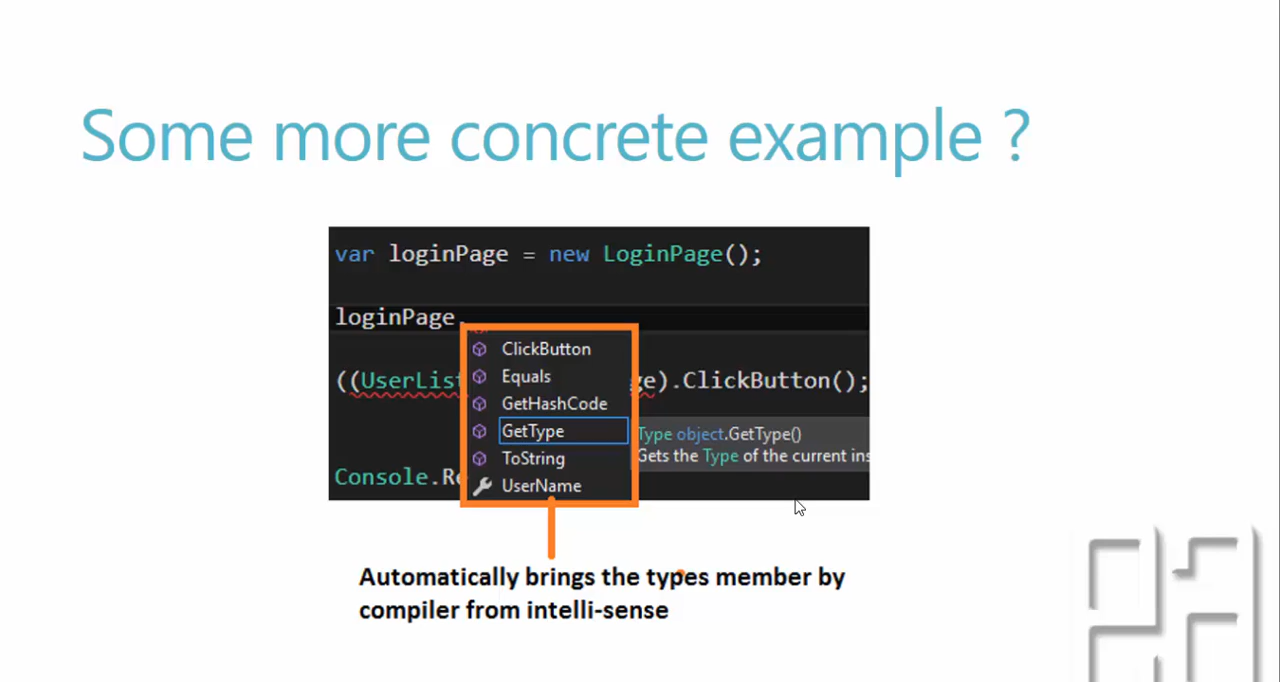 Some more concrete example ?
var loginPage = new LoginPage();
loginPage.
ClickButton
((UserList ge).ClickButton();
Equals
GetHashCode
GetType
Type object.GetType()
ToString
Gets the Type of the current ins
Console.Re
UserName
Automatically brings the types member by
compiler from intelli-sense